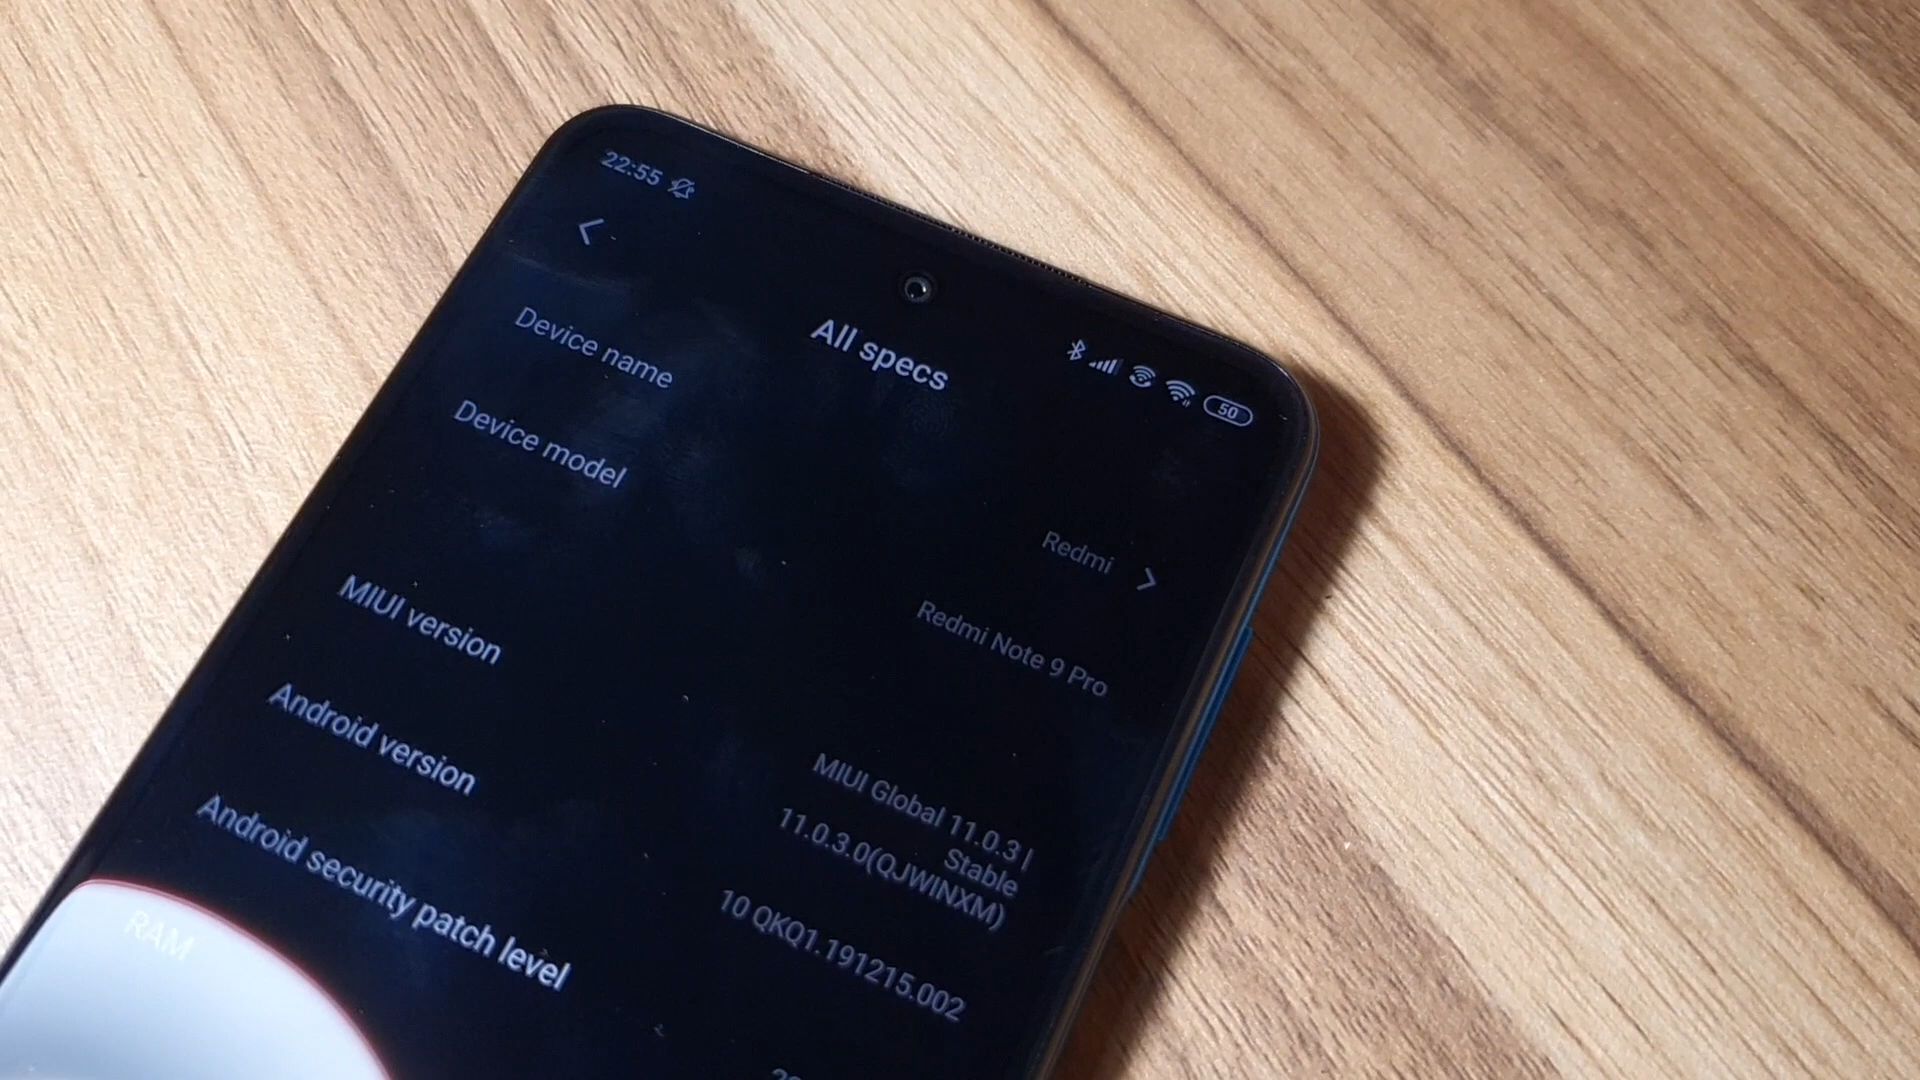 22:55
50
All specs
Device name
Redmi
Device model
Redmi Note 9 Pro
MIUI version
MIUI Global 11.0.3 |
Stable
11.0.3.0(QJWINXM)
Android version
10 QKQ1.191215.002
Android security patch level
RAM